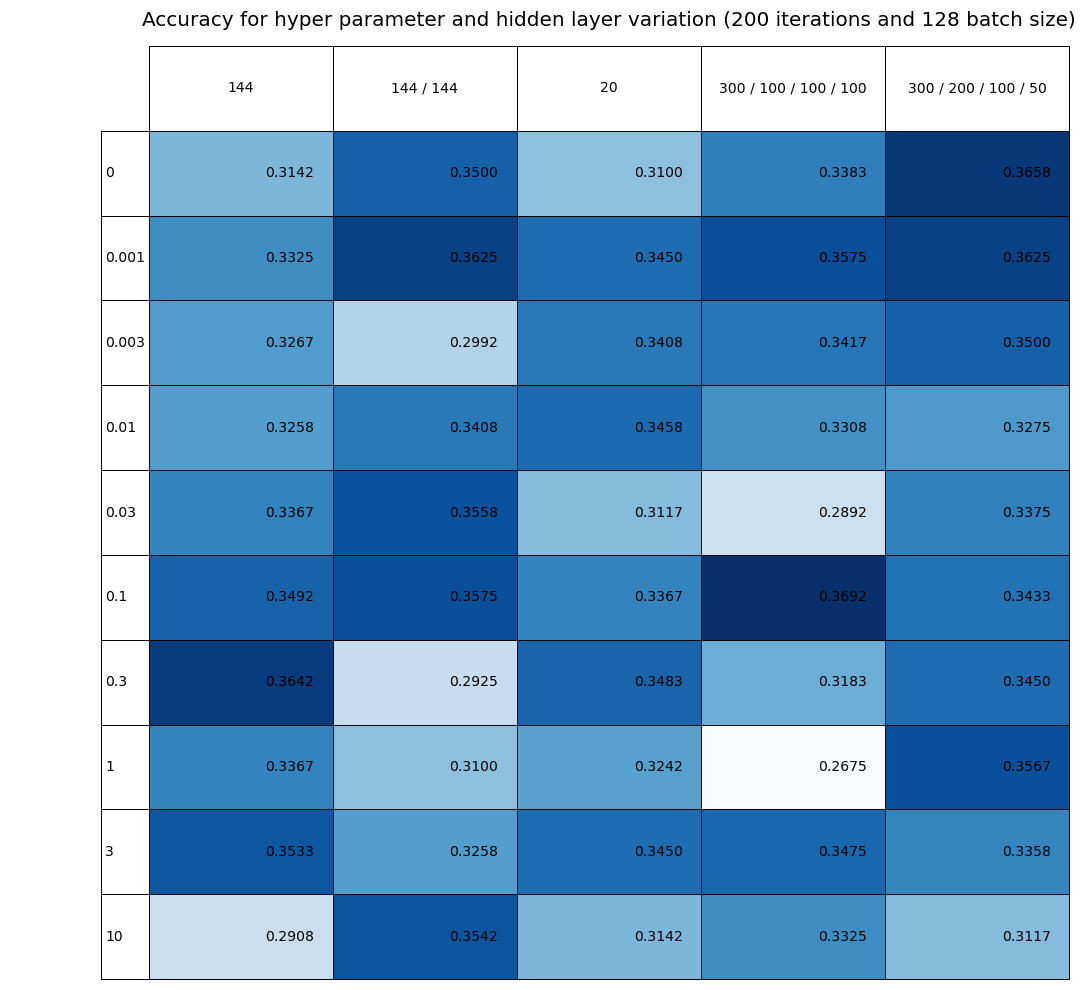 Accuracy for hyper parameter and hidden layer variation (200 iterations and 128 batch size)
144 144 / 144 20 300 / 100 / 100 / 100 300 / 200 / 100 / 50
0 0.3142 0.3500 0.3100 0.3383 0.3658
0.001 0.3325 0.3625 0.3450 0.3575 0.3625
0.003 0.3267 0.2992 0.3408 0.3417 0.3500
0.01 0.3258 0.3408 0.3458 0.3308 0.3275
0.03 0.3367 0.3558 0.3117 0.2892 0.3375
0.1 0.3492 0.3575 0.3367 0.3692 0.3433
0.3 0.3642 0.2925 0.3483 0.3183 0.3450
1 0.3367 0.3100 0.3242 0.2675 0.3567
3 0.3533 0.3258 0.3450 0.3475 0.3358
10 0.2908 0.3542 0.3142 0.3325 0.3117